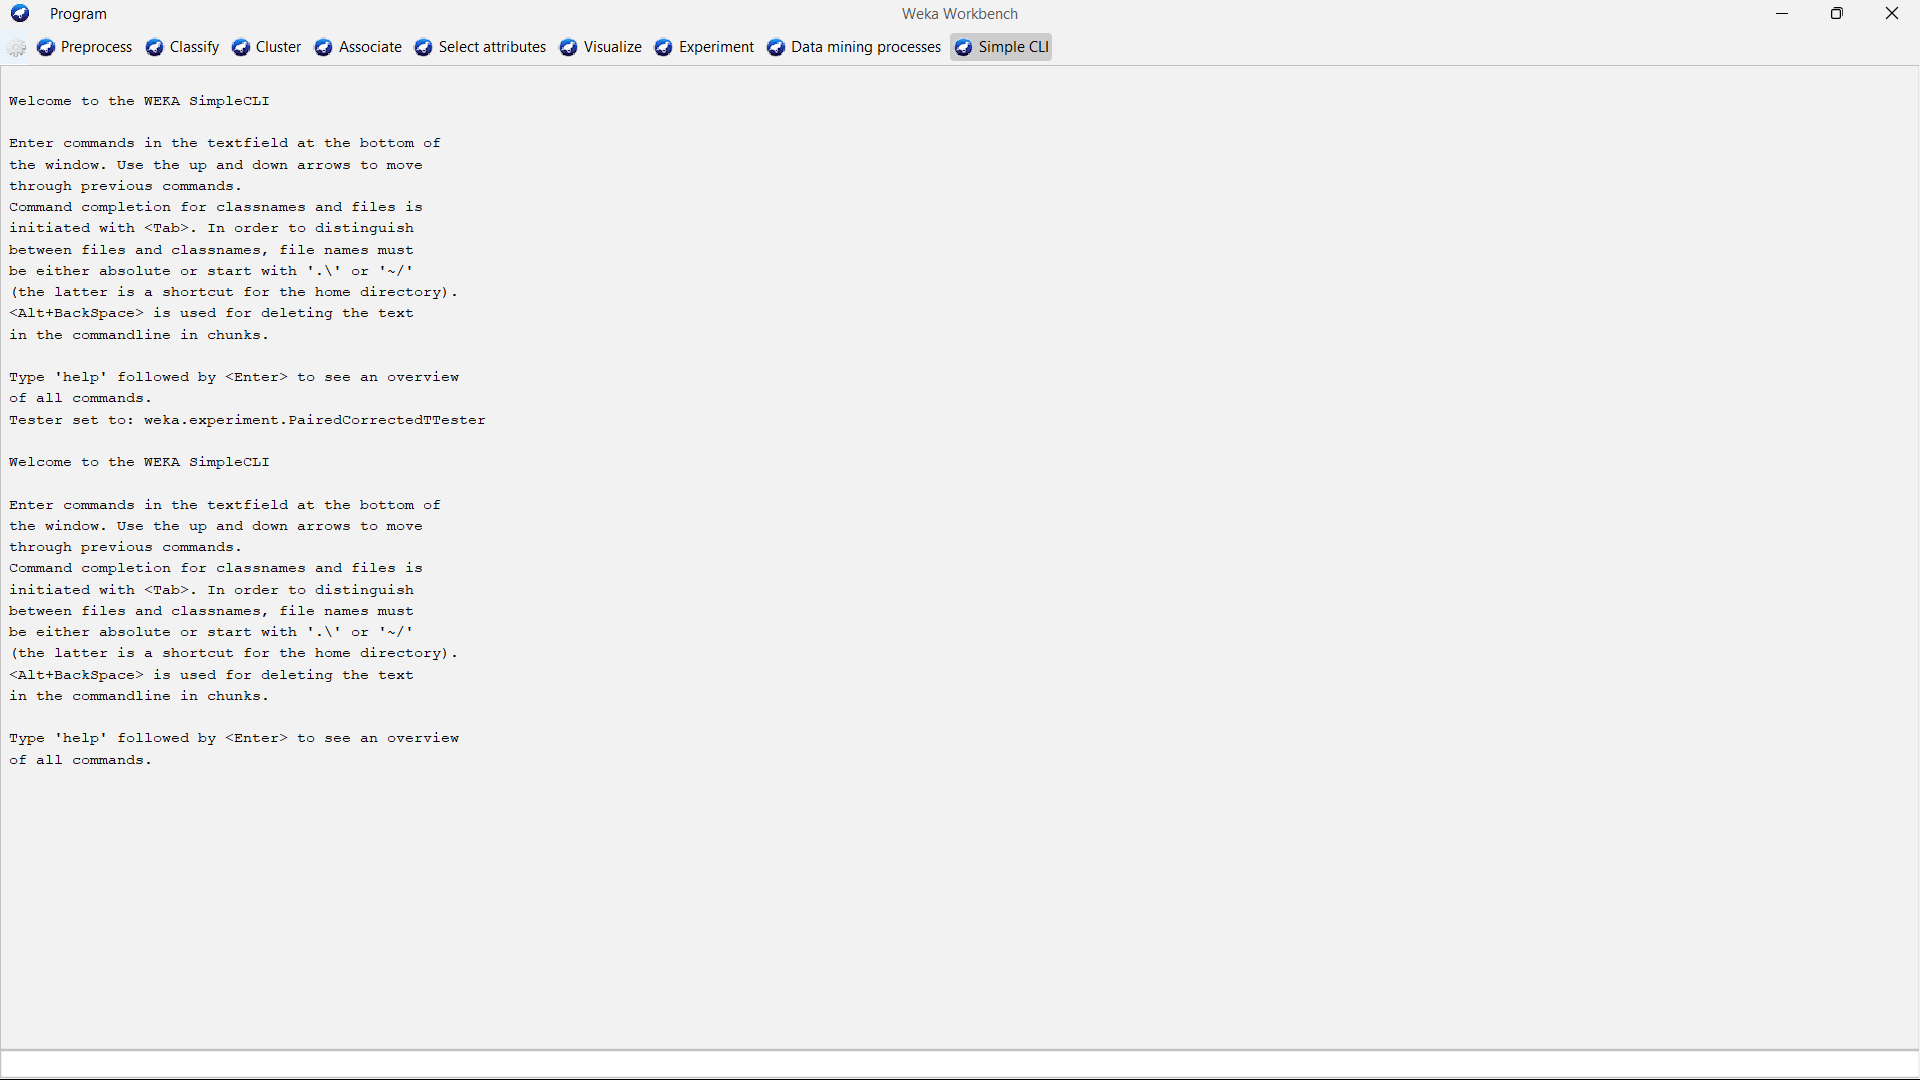 Program
Weka Workbench
Preprocess Classify Cluster Associate Select attributes Visualize Experiment Data mining processes Simple CLI
Welcome to the WEKA SimpleCLI
Enter commands in the textfield at the bottom of
the window. Use the up and down arrows to move
through previous commands.
Command completion for classnames and files is
initiated with <Tab>. In order to distinguish
between files and classnames, file names must
be either absolute or start with '.\' or '~/'
(the latter is a shortcut for the home directory).
<Alt+BackSpace> is used for deleting the text
in the commandline in chunks.
Type 'help' followed by <Enter> to see an overview
of all commands.
Tester set to: weka.experiment.PairedCorrectedTTester
Welcome to the WEKA SimpleCLI
Enter commands in the textfield at the bottom of
the window. Use the up and down arrows to move
through previous commands.
Command completion for classnames and files is
initiated with <Tab>. In order to distinguish
between files and classnames, file names must
be either absolute or start with '.\' or '~/'
(the latter is a shortcut for the home directory).
<Alt+BackSpace> is used for deleting the text
in the commandline in chunks.
Type 'help' followed by <Enter> to see an overview
of all commands.